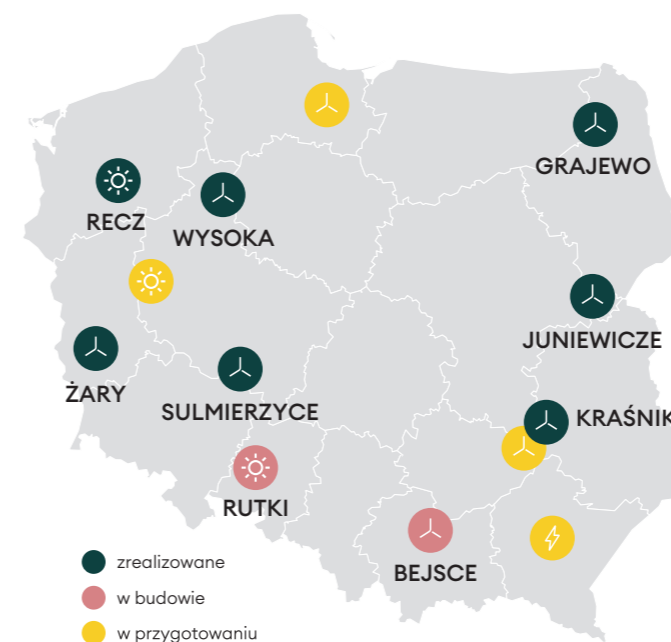 GRAJEWO
RECZ
WYSOKA
JUNIEWICZE
ŻARY
SULMIERZYCE
KRAŚNIK
RUTKI
BEJSCE
zrealizowane
w budowie
w przygotowaniu